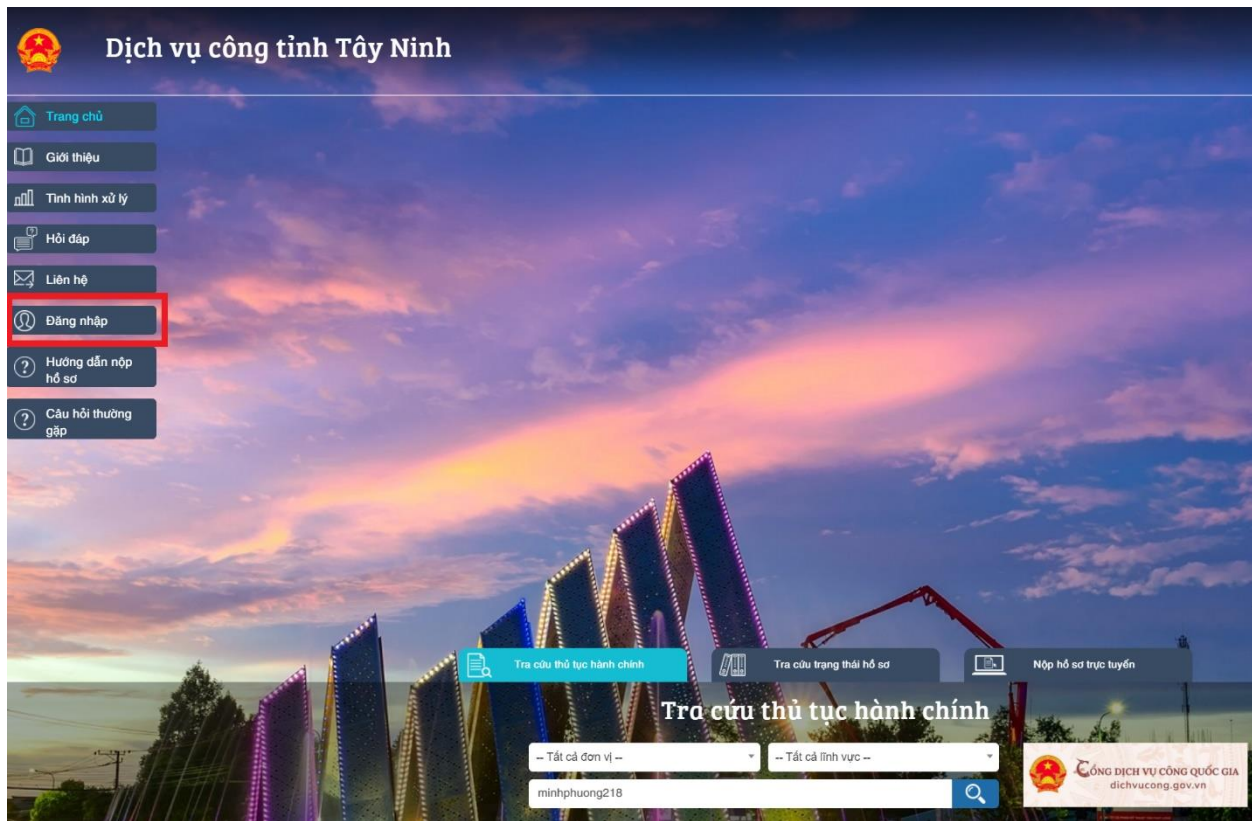 Dịch vụ công tỉnh Tây Ninh
Trang chủ
Giới thiệu
Tình hình xử lý
Hỏi đáp
Liên hệ
Đăng nhập
Hướng dẫn nộp
hồ sơ
Câu hỏi thường
gặp
Tra cứu thủ tục hành chính
Tra cứu trạng thái hồ sơ
Nộp hồ sơ trực tuyến
Tra cứu thủ tục hành chính
-- Tất cả đơn vị --
-- Tất cả lĩnh vực --
minhphuong218
CỔNG DỊCH VỤ CÔNG QUỐC GIA
dichvucong.gov.vn